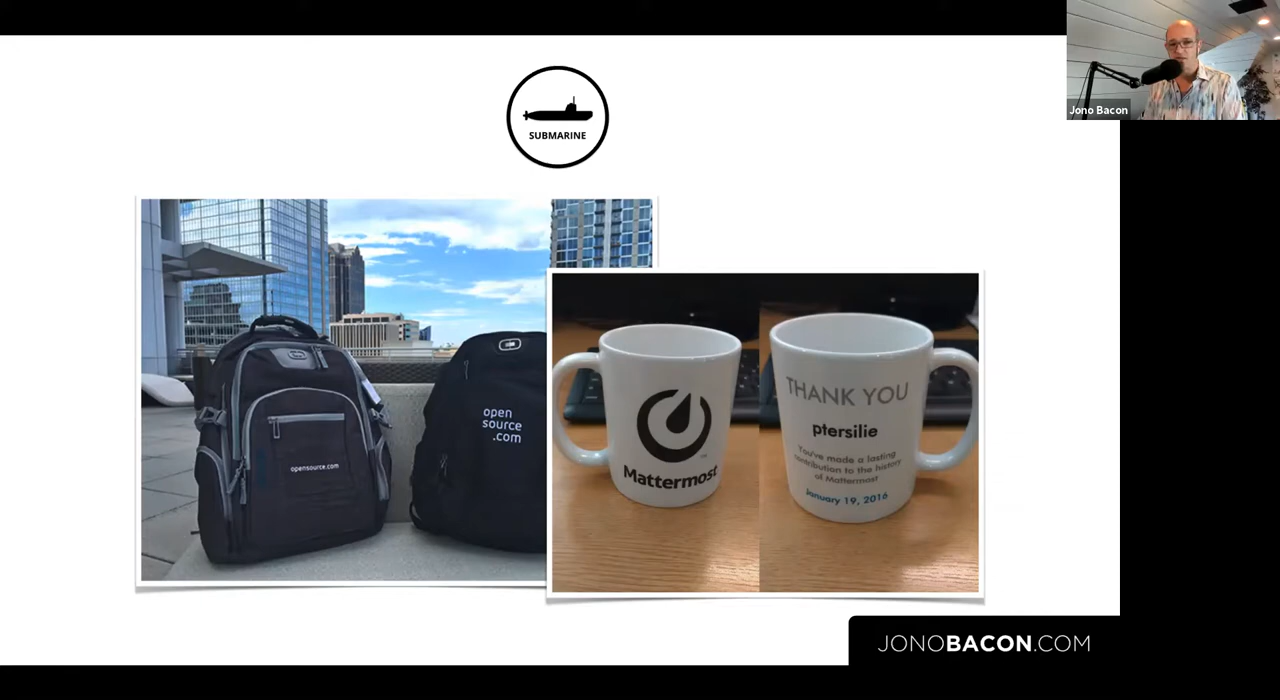 Jono Bacon
SUBMARINE
opensource.com
open
source
.com
Mattermost
THANK YOU
ptersilie
You've made a lasting
contribution to the history
of Mattermost
January 19, 2016
JONOBACON.COM